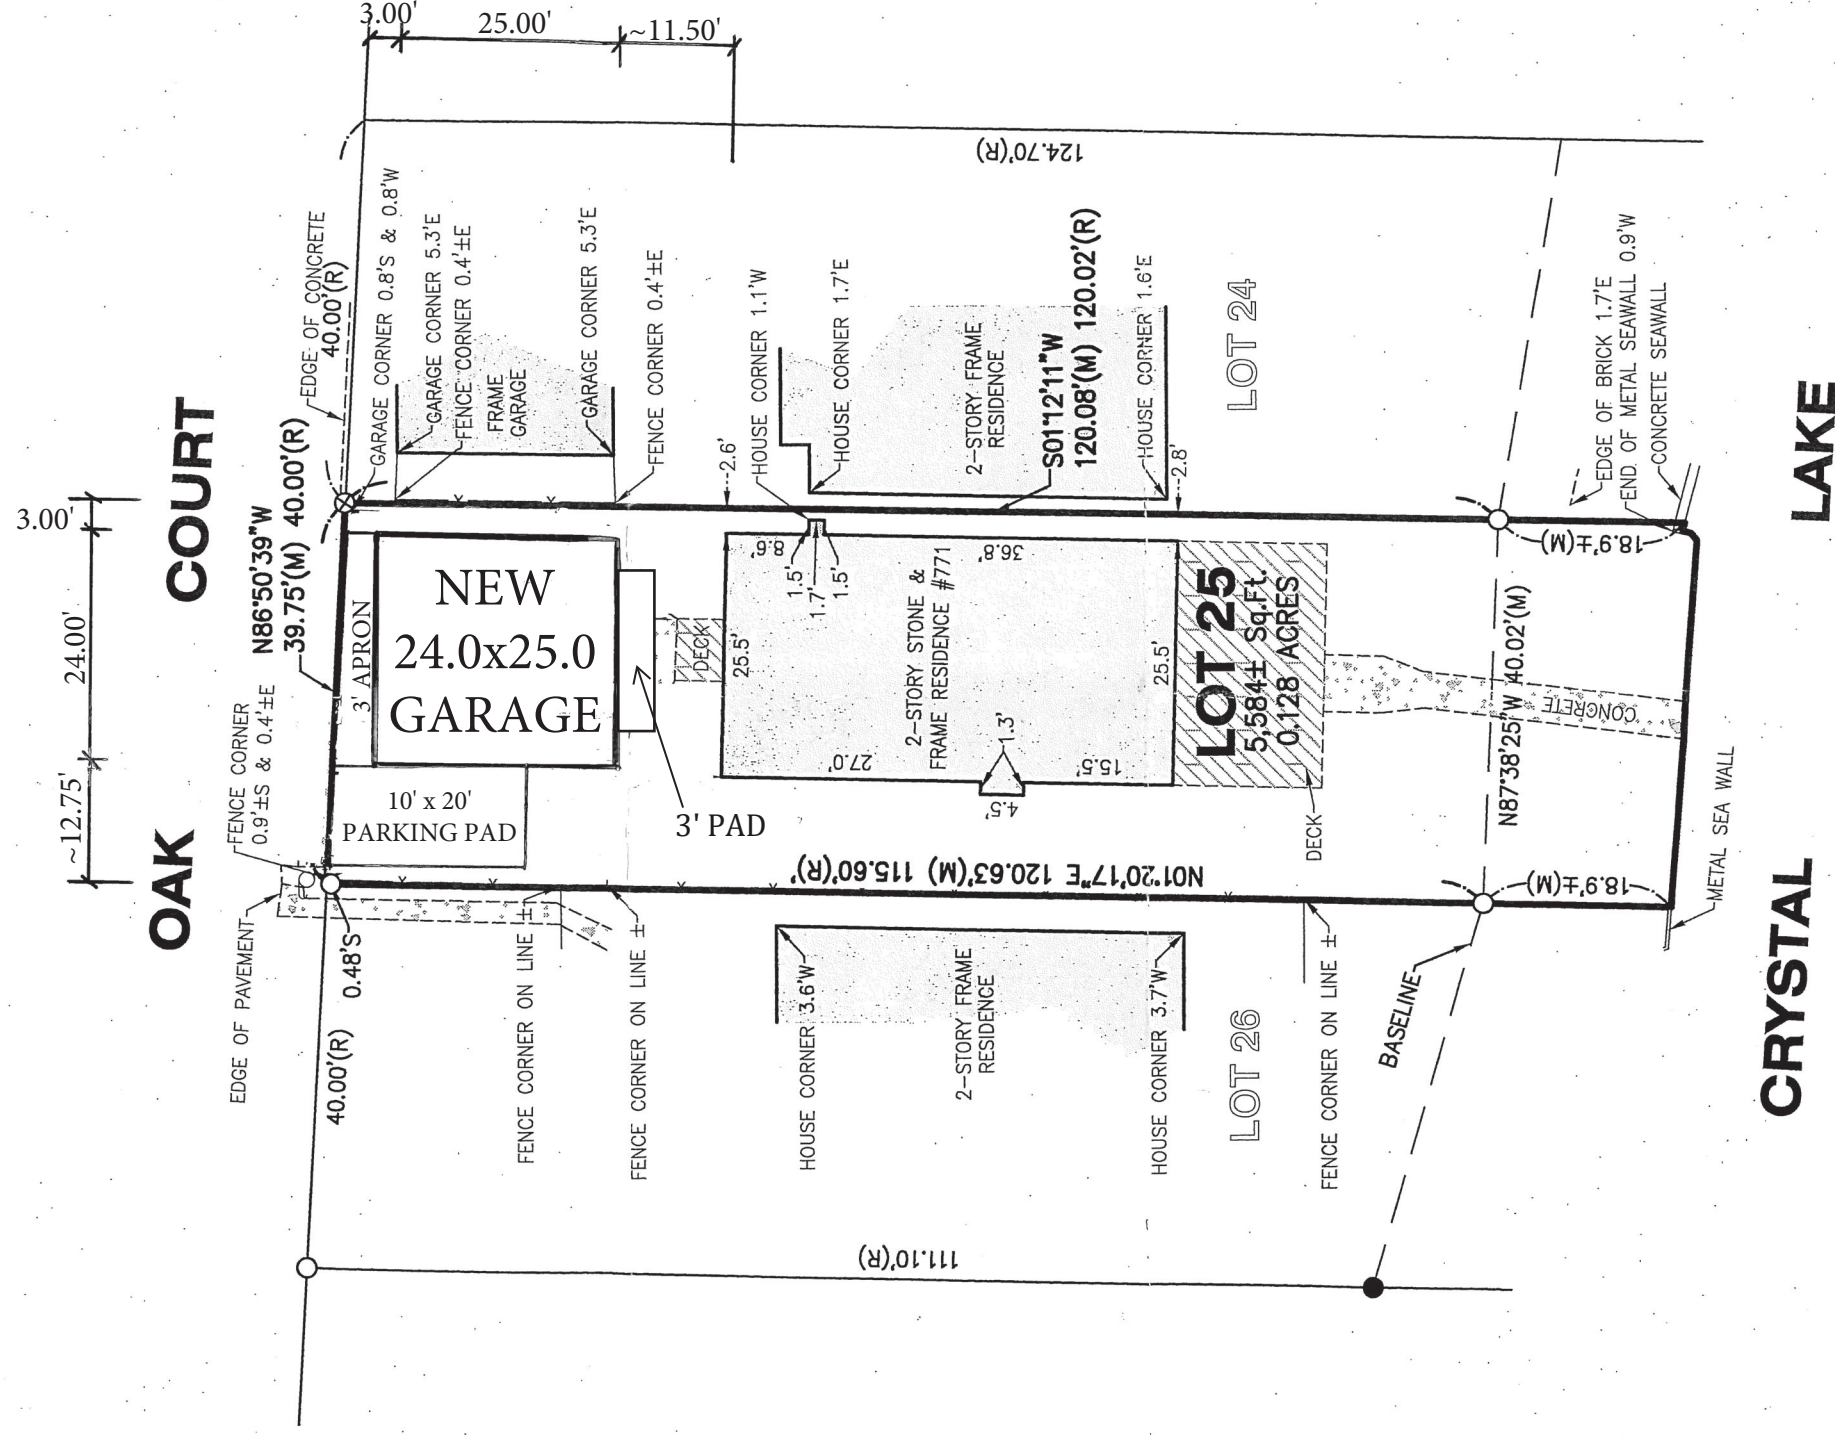 3.00'
25.00'
~11.50'
124.70'(R)
EDGE OF CONCRETE
40.00'(R)
GARAGE CORNER 0.8'S & 0.8'W
GARAGE CORNER 5.3'E
FENCE CORNER 0.4'±E
FRAME
GARAGE
GARAGE CORNER 5.3'E
FENCE CORNER 0.4'±E
HOUSE CORNER 1.1'W
HOUSE CORNER 1.7'E
2-STORY FRAME
RESIDENCE
S01°12'11"W
120.08'(M) 120.02'(R)
HOUSE CORNER 1.6'E
LOT 24
EDGE OF BRICK 1.7'E
END OF METAL SEAWALL 0.9'W
CONCRETE SEAWALL
OAK COURT
CRYSTAL LAKE
3.00'
24.00'
~12.75'
N86°50'39"W
39.75'(M) 40.00'(R)
FENCE CORNER
0.9'±S & 0.4'±E
3' APRON
NEW
24.0x25.0
GARAGE
10' x 20'
PARKING PAD
3' PAD
DECK
2.6'
2.8'
8.6'
1.5'
1.7'
1.5'
36.8'
25.5'
2-STORY STONE &
FRAME RESIDENCE #771
25.5'
27.0'
1.3'
4.5'
15.5'
LOT 25
5,584± Sq.Ft.
0.128 ACRES
DECK
CONCRETE
18.9'±(M)
N87°38'25"W 40.02'(M)
18.9'±(M)
METAL SEA WALL
N01°20'17"E 120.63'(M) 115.60'(R)'
EDGE OF PAVEMENT
0.48'S
40.00'(R)
FENCE CORNER ON LINE ±
FENCE CORNER ON LINE ±
HOUSE CORNER 3.6'W
2-STORY FRAME
RESIDENCE
HOUSE CORNER 3.7'W
LOT 26
FENCE CORNER ON LINE ±
BASELINE
111.10'(R)